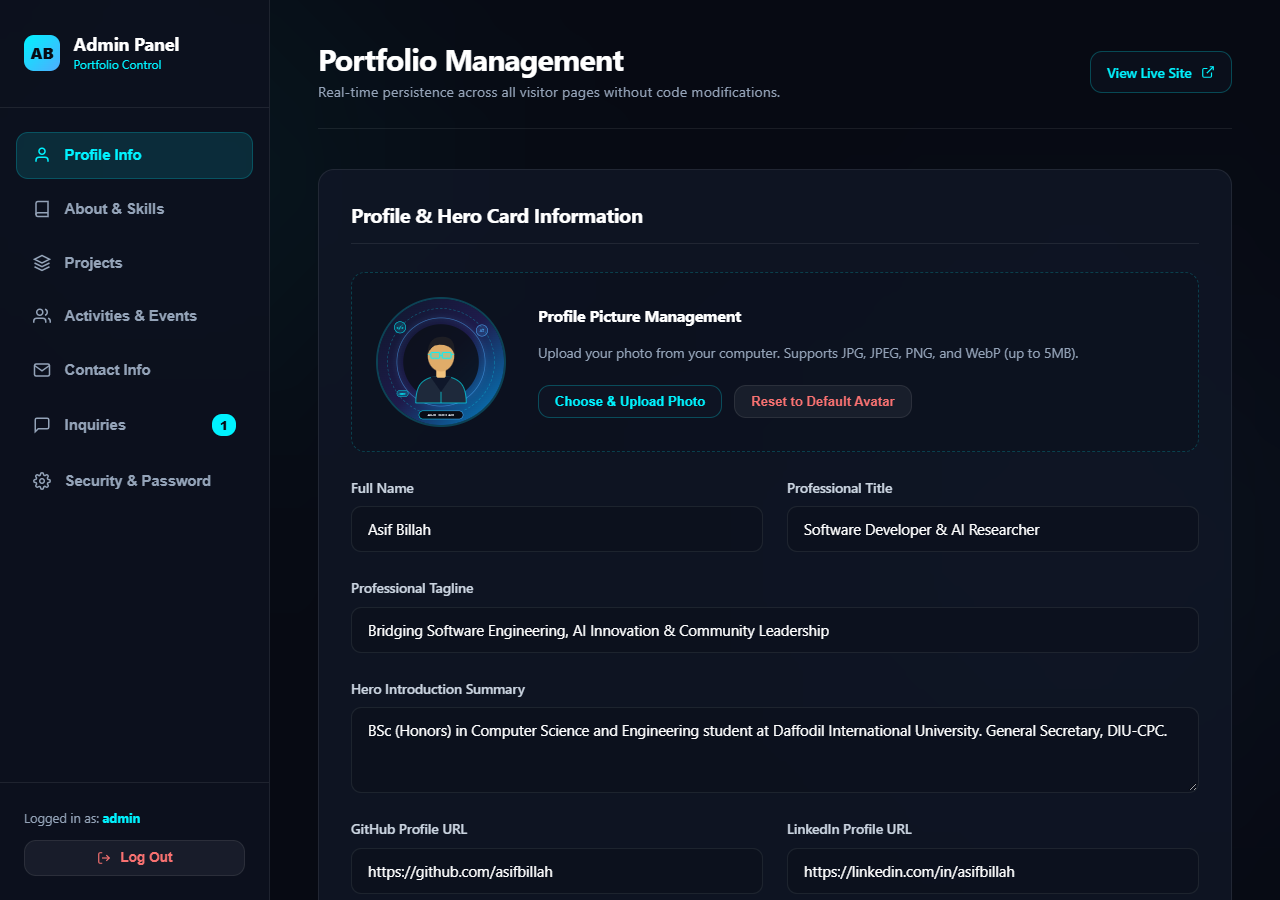 AB
Admin Panel
Portfolio Control
Profile Info
About & Skills
Projects
Activities & Events
Contact Info
Inquiries
1
Security & Password
Logged in as: admin
Log Out
Portfolio Management
Real-time persistence across all visitor pages without code modifications.
View Live Site
Profile & Hero Card Information
Profile Picture Management
Upload your photo from your computer. Supports JPG, JPEG, PNG, and WebP (up to 5MB).
Choose & Upload Photo
Reset to Default Avatar
Full Name
Asif Billah
Professional Title
Software Developer & AI Researcher
Professional Tagline
Bridging Software Engineering, AI Innovation & Community Leadership
Hero Introduction Summary
BSc (Honors) in Computer Science and Engineering student at Daffodil International University. General Secretary, DIU-CPC.
GitHub Profile URL
https://github.com/asifbillah
LinkedIn Profile URL
https://linkedin.com/in/asifbillah